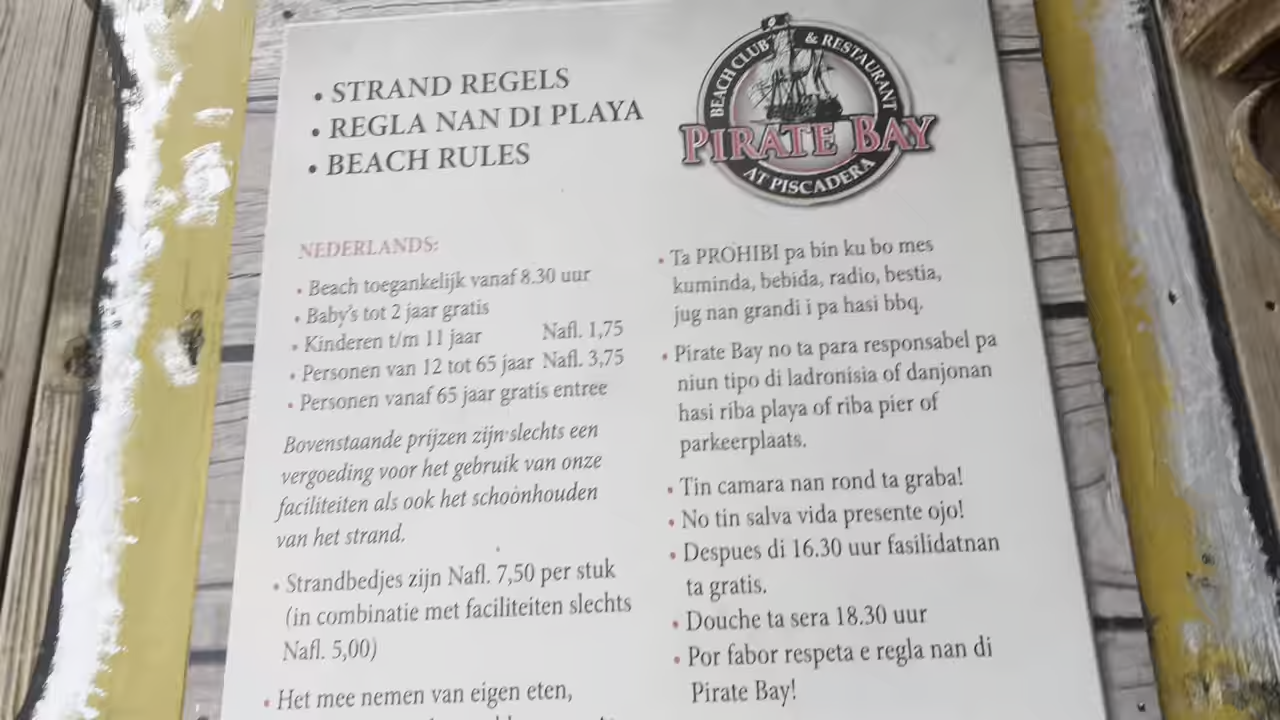 • STRAND REGELS
• REGLA NAN DI PLAYA
• BEACH RULES
BEACH CLUB & RESTAURANT
PIRATE BAY
AT PISCADERA
NEDERLANDS:
• Beach toegankelijk vanaf 8.30 uur
• Baby's tot 2 jaar gratis
• Kinderen t/m 11 jaar Nafl. 1,75
• Personen van 12 tot 65 jaar Nafl. 3,75
• Personen vanaf 65 jaar gratis entree
Bovenstaande prijzen zijn slechts een
vergoeding voor het gebruik van onze
faciliteiten als ook het schoonhouden
van het strand.
• Strandbedjes zijn Nafl. 7,50 per stuk
(in combinatie met faciliteiten slechts
Nafl. 5,00)
• Het mee nemen van eigen eten,
• Ta PROHIBI pa bin ku bo mes
kuminda, bebida, radio, bestia,
jug nan grandi i pa hasi bbq.
• Pirate Bay no ta para responsabel pa
niun tipo di ladronisia of danjonan
hasi riba playa of riba pier of
parkeerplaats.
• Tin camara nan rond ta graba!
• No tin salva vida presente ojo!
• Despues di 16.30 uur fasilidatnan
ta gratis.
• Douche ta sera 18.30 uur
• Por fabor respeta e regla nan di
Pirate Bay!